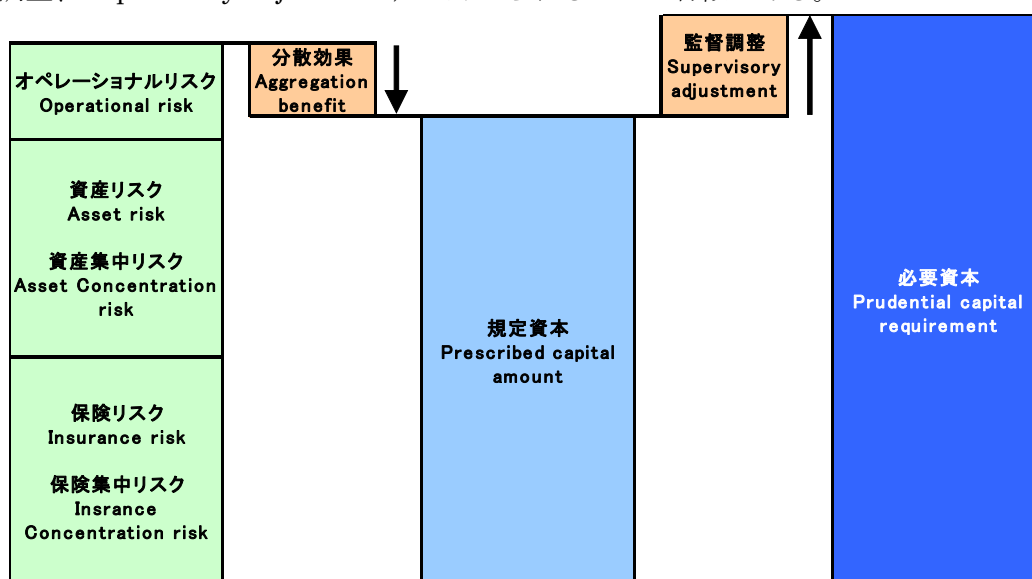 オペレーショナルリスク
Operational risk
資産リスク
Asset risk
資産集中リスク
Asset Concentration
risk
保険リスク
Insurance risk
保険集中リスク
Insrance
Concentration risk
分散効果
Aggregation
benefit
規定資本
Prescribed capital
amount
監督調整
Supervisory
adjustment
必要資本
Prudential capital
requirement